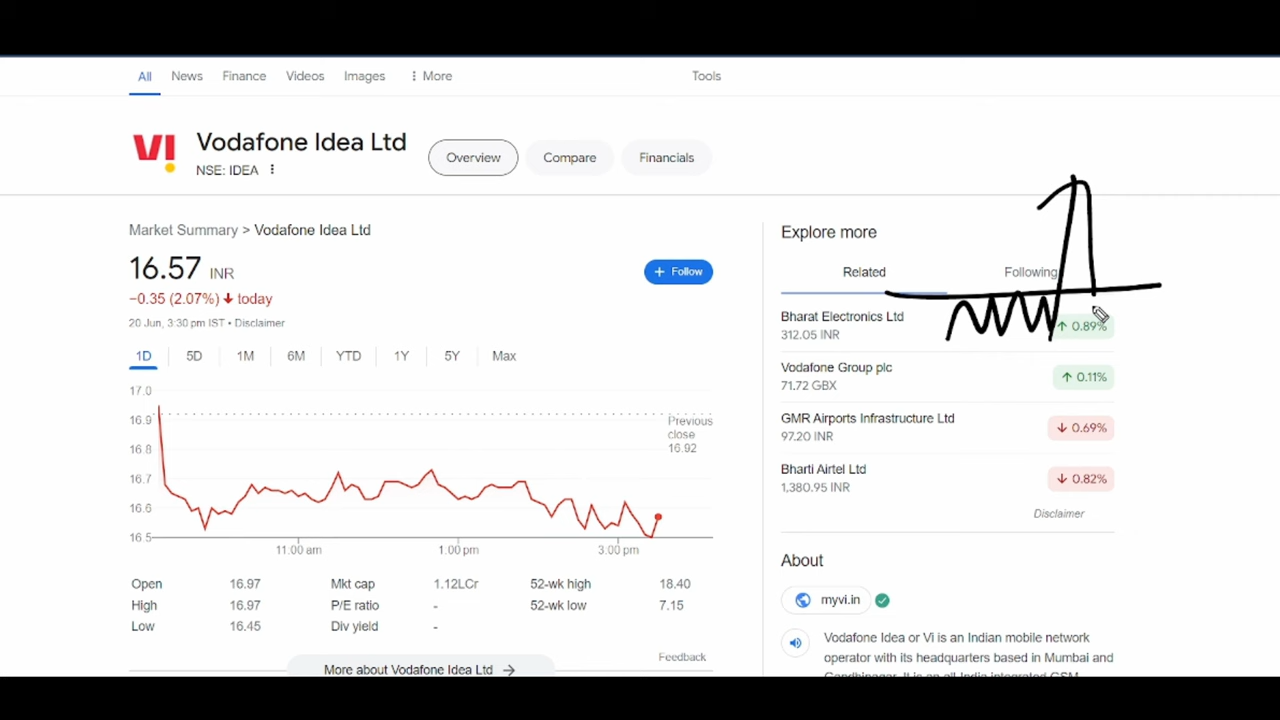 All News Finance Videos Images More Tools
VI
Vodafone Idea Ltd
NSE: IDEA
Overview Compare Financials
Market Summary > Vodafone Idea Ltd
16.57 INR
+ Follow
−0.35 (2.07%) ↓ today
20 Jun, 3:30 pm IST • Disclaimer
1D 5D 1M 6M YTD 1Y 5Y Max
17.0
16.9
16.8
16.7
16.6
16.5
Previous
close
16.92
11:00 am 1:00 pm 3:00 pm
Open 16.97 Mkt cap 1.12LCr 52-wk high 18.40
High 16.97 P/E ratio - 52-wk low 7.15
Low 16.45 Div yield -
Feedback
More about Vodafone Idea Ltd →
Explore more
Related Following
Bharat Electronics Ltd
312.05 INR
↑ 0.89%
Vodafone Group plc
71.72 GBX
↑ 0.11%
GMR Airports Infrastructure Ltd
97.20 INR
↓ 0.69%
Bharti Airtel Ltd
1,380.95 INR
↓ 0.82%
Disclaimer
About
myvi.in
Vodafone Idea or Vi is an Indian mobile network
operator with its headquarters based in Mumbai and